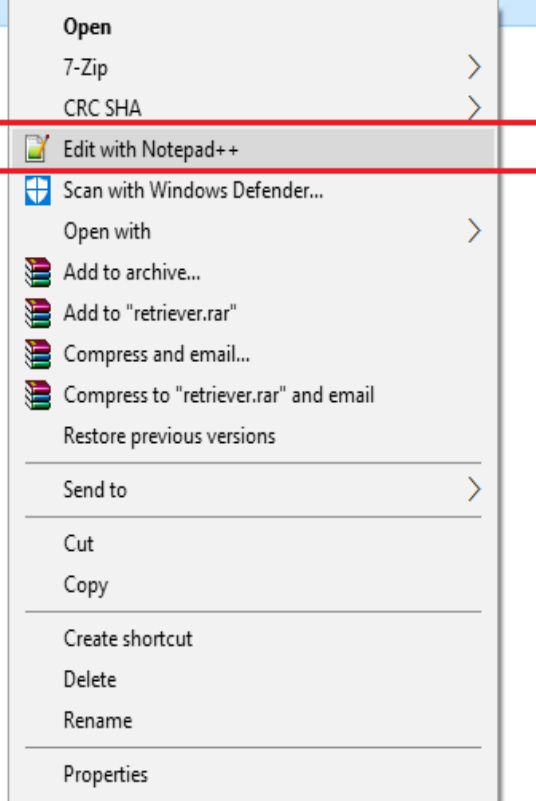 Open
7-Zip
CRC SHA
Edit with Notepad++
Scan with Windows Defender...
Open with
Add to archive...
Add to "retriever.rar"
Compress and email...
Compress to "retriever.rar" and email
Restore previous versions
Send to
Cut
Copy
Create shortcut
Delete
Rename
Properties